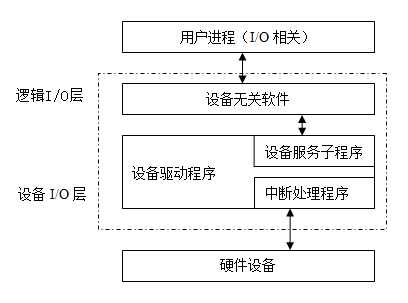 用户进程（I/O 相关）
逻辑I/O层
设备无关软件
设备服务子程序
设备驱动程序
设备 I/O 层
中断处理程序
硬件设备